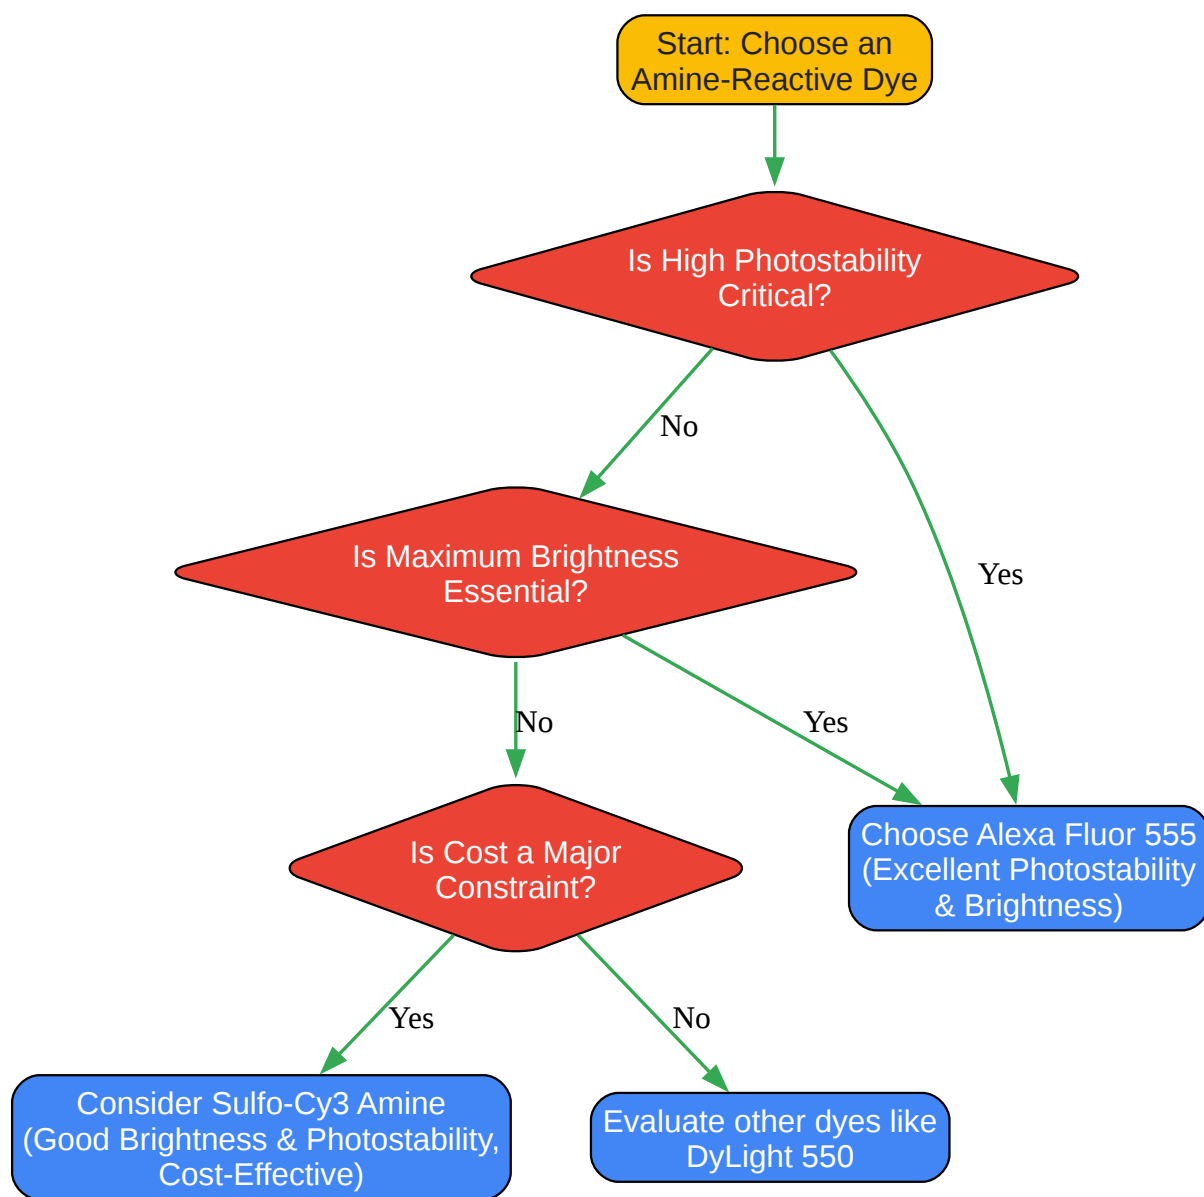 Start: Choose an
Amine-Reactive Dye
Is High Photostability
Critical?
No
Yes
Is Maximum Brightness
Essential?
No
Yes
Is Cost a Major
Constraint?
Choose Alexa Fluor 555
(Excellent Photostability
& Brightness)
Yes
No
Consider Sulfo-Cy3 Amine
(Good Brightness & Photostability,
Cost-Effective)
Evaluate other dyes like
DyLight 550